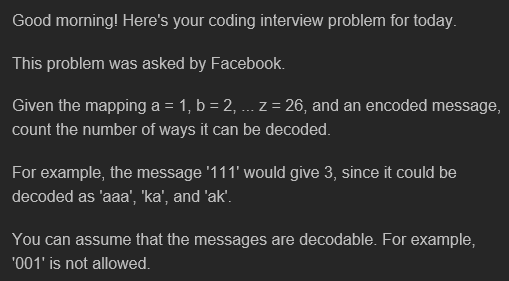 Good morning! Here's your coding interview problem for today.
This problem was asked by Facebook.
Given the mapping a = 1, b = 2, ... z = 26, and an encoded message,
count the number of ways it can be decoded.
For example, the message '111' would give 3, since it could be
decoded as 'aaa', 'ka', and 'ak'.
You can assume that the messages are decodable. For example,
'001' is not allowed.